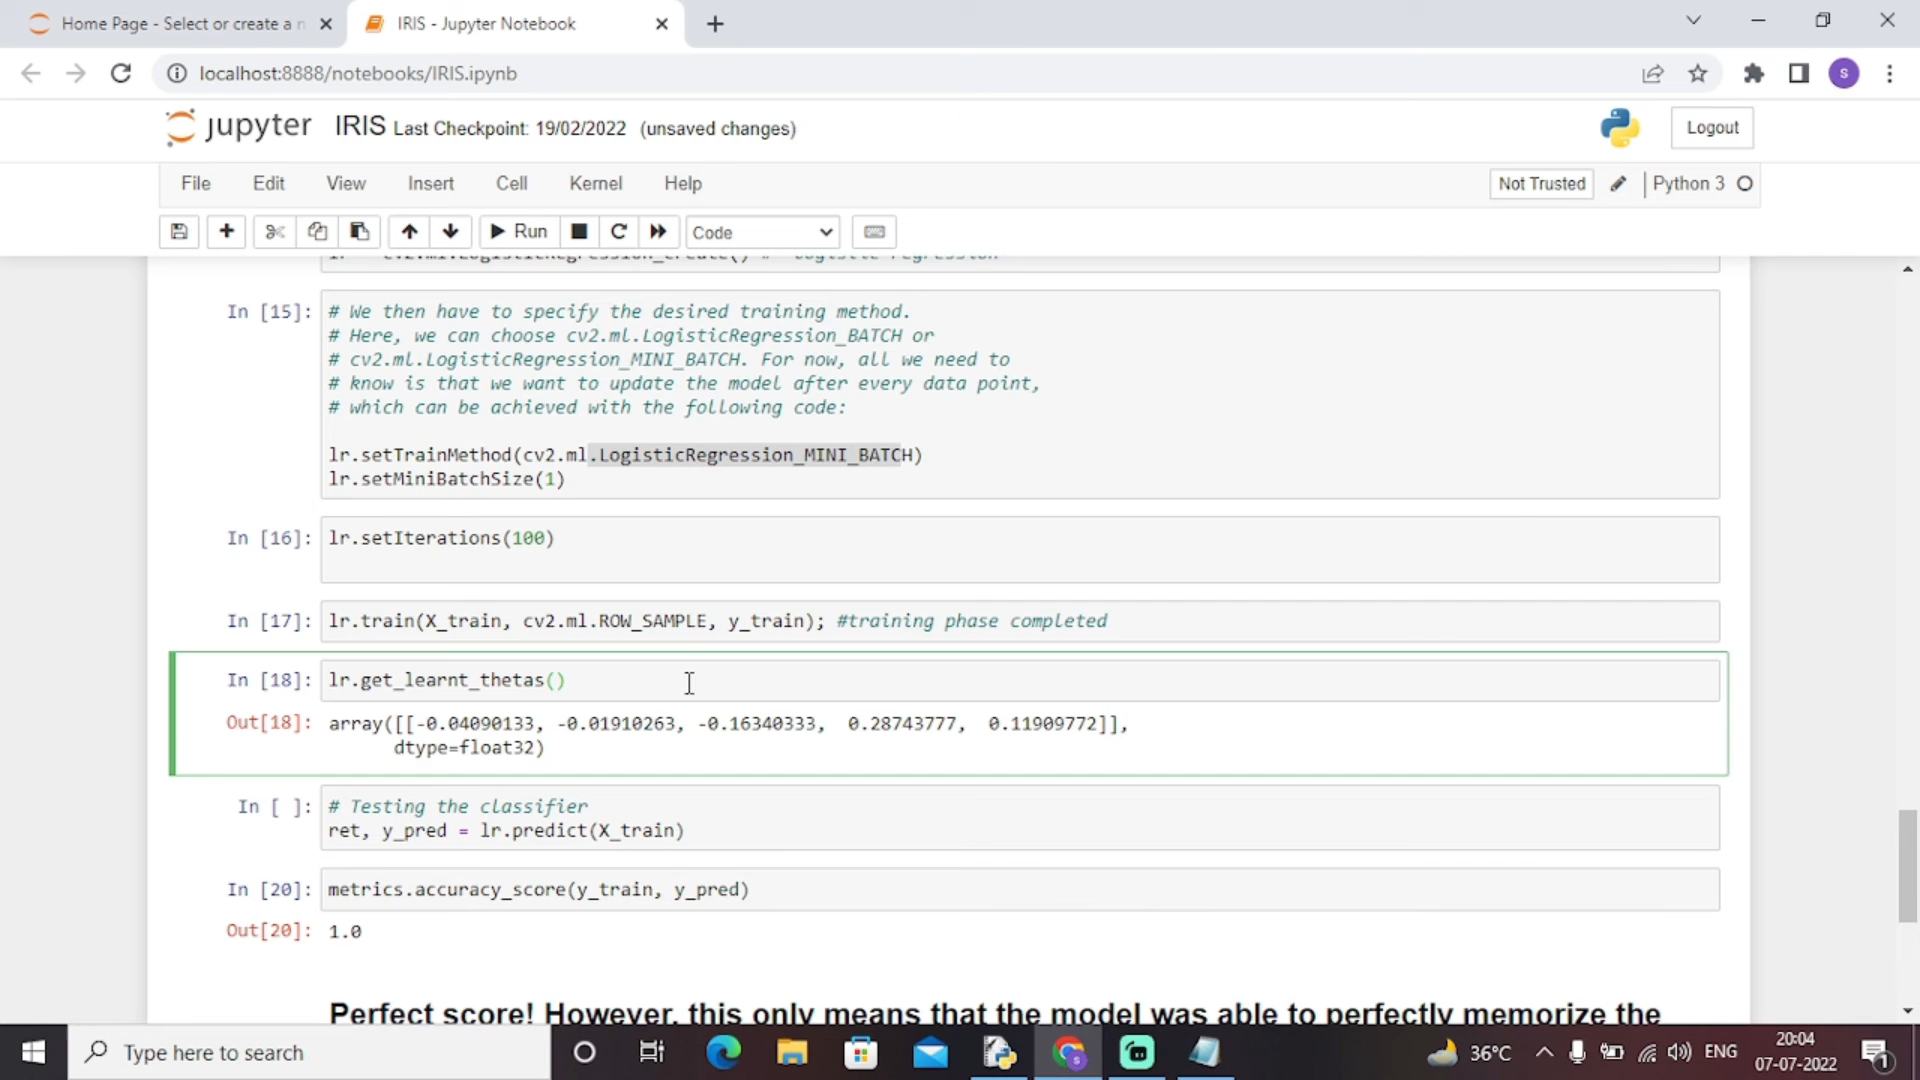 Home Page - Select or create a n
IRIS - Jupyter Notebook
localhost:8888/notebooks/IRIS.ipynb
s
jupyter IRIS Last Checkpoint: 19/02/2022 (unsaved changes)
Logout
File Edit View Insert Cell Kernel Help
Not Trusted
Python 3
Run
Code
lr = cv2.ml.LogisticRegression_create() # logistic regression
In [15]: # We then have to specify the desired training method.
# Here, we can choose cv2.ml.LogisticRegression_BATCH or
# cv2.ml.LogisticRegression_MINI_BATCH. For now, all we need to
# know is that we want to update the model after every data point,
# which can be achieved with the following code:
lr.setTrainMethod(cv2.ml.LogisticRegression_MINI_BATCH)
lr.setMiniBatchSize(1)
In [16]: lr.setIterations(100)
In [17]: lr.train(X_train, cv2.ml.ROW_SAMPLE, y_train); #training phase completed
In [18]: lr.get_learnt_thetas()
Out[18]: array([[-0.04090133, -0.01910263, -0.16340333, 0.28743777, 0.11909772]],
dtype=float32)
In [ ]: # Testing the classifier
ret, y_pred = lr.predict(X_train)
In [20]: metrics.accuracy_score(y_train, y_pred)
Out[20]: 1.0
Perfect score! However, this only means that the model was able to perfectly memorize the
Type here to search
36°C
ENG
20:04
07-07-2022
1